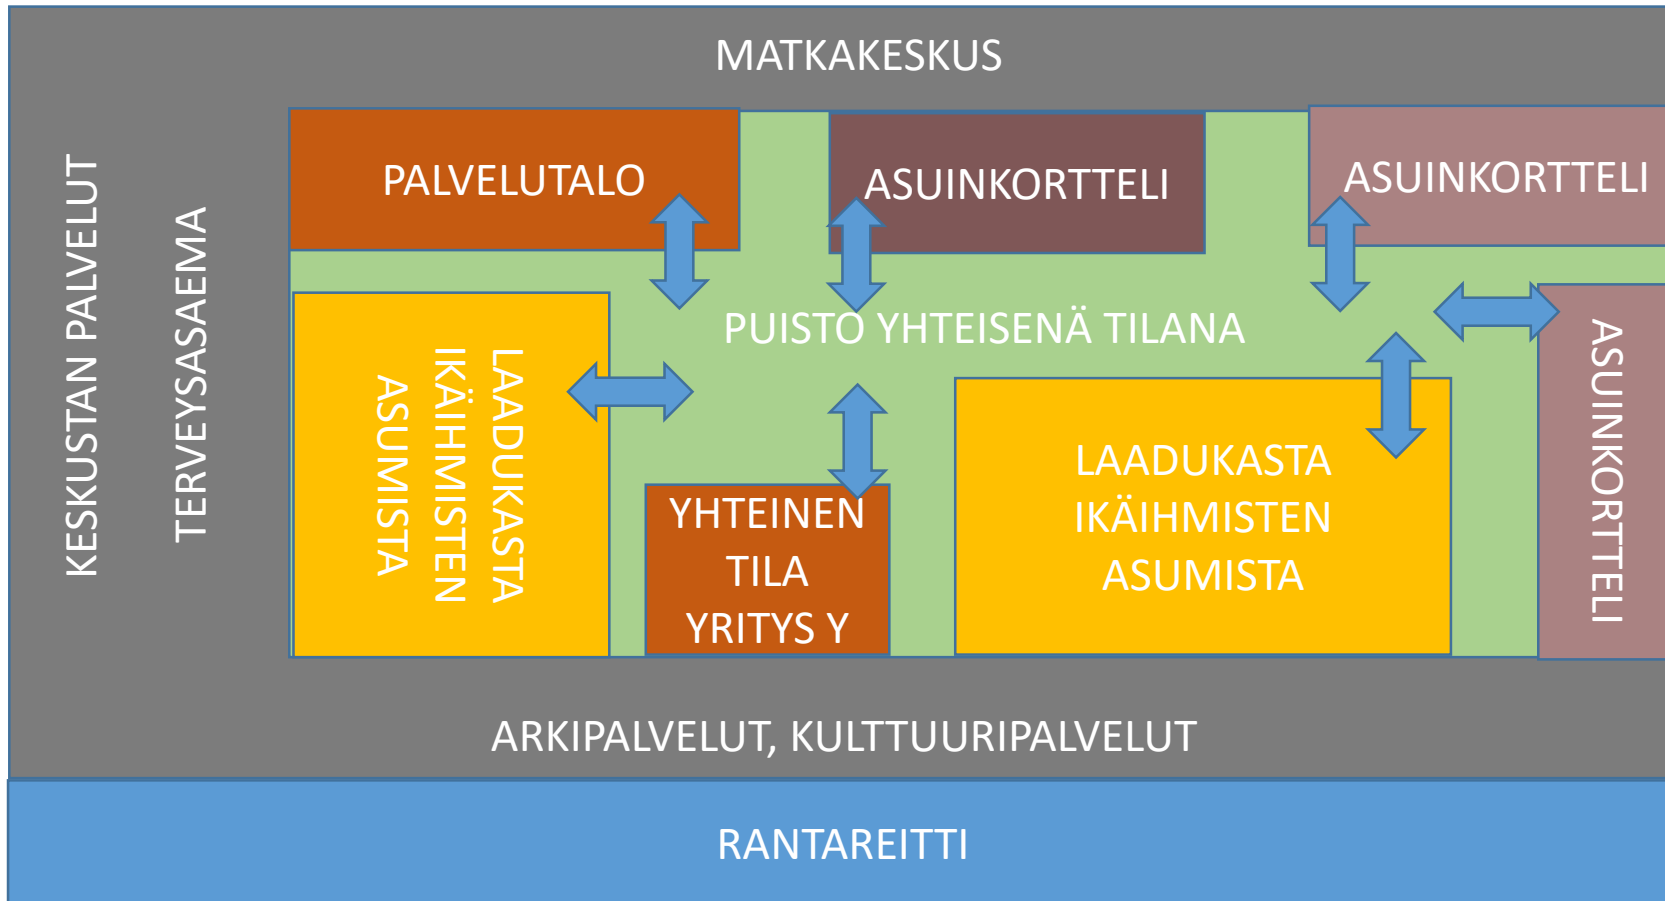 MATKAKESKUS
KESKUSTAN PALVELUT
TERVEYSASAEMA
PALVELUTALO
ASUINKORTTELI
ASUINKORTTELI
PUISTO YHTEISENÄ TILANA
LAADUKASTA
IKÄIHMISTEN
ASUMISTA
YHTEINEN
TILA
YRITYS Y
LAADUKASTA
IKÄIHMISTEN
ASUMISTA
ASUINKORTTELI
ARKIPALVELUT, KULTTUURIPALVELUT
RANTAREITTI